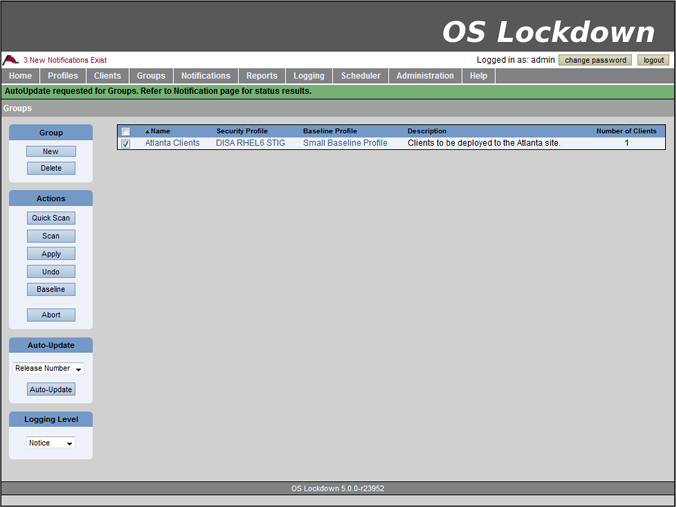 OS Lockdown
3 New Notifications Exist
Logged in as: admin change password logout
Home Profiles Clients Groups Notifications Reports Logging Scheduler Administration Help
AutoUpdate requested for Groups. Refer to Notification page for status results.
Groups
Group
New
Delete
Actions
Quick Scan
Scan
Apply
Undo
Baseline
Abort
Auto-Update
Release Number
Auto-Update
Logging Level
Notice
Name Security Profile Baseline Profile Description Number of Clients
Atlanta Clients DISA RHEL6 STIG Small Baseline Profile Clients to be deployed to the Atlanta site. 1
OS Lockdown 5.0.0-r23952